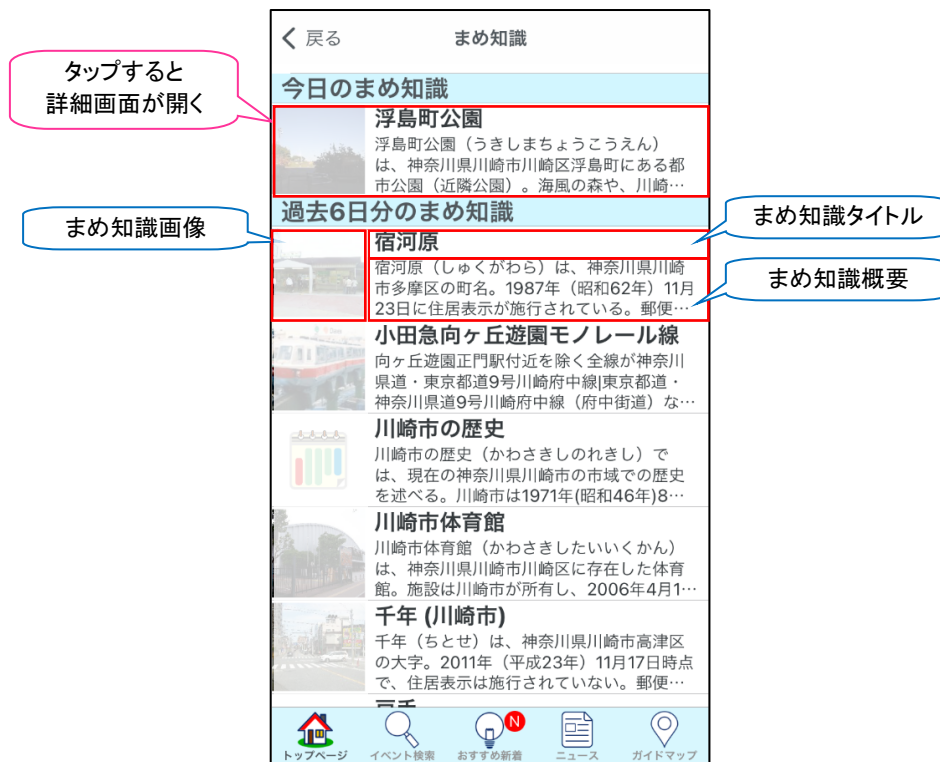 戻る
まめ知識
タップすると
詳細画面が開く
今日のまめ知識
浮島町公園
浮島町公園（うきしまちょうこうえん）
は、神奈川県川崎市川崎区浮島町にある都
市公園（近隣公園）。海風の森や、川崎…
過去6日分のまめ知識
まめ知識画像
まめ知識タイトル
宿河原
まめ知識概要
宿河原（しゅくがわら）は、神奈川県川崎
市多摩区の町名。1987年（昭和62年）11月
23日に住居表示が施行されている。郵便…
小田急向ヶ丘遊園モノレール線
向ヶ丘遊園正門駅付近を除く全線が神奈川
県道・東京都道9号川崎府中線|東京都道・
神奈川県道9号川崎府中線（府中街道）な…
川崎市の歴史
川崎市の歴史（かわさきしのれきし）で
は、現在の神奈川県川崎市の市域での歴史
を述べる。川崎市は1971年(昭和46年)8…
川崎市体育館
川崎市体育館（かわさきしたいいくかん）
は、神奈川県川崎市川崎区に存在した体育
館。施設は川崎市が所有し、2006年4月1…
千年 (川崎市)
千年（ちとせ）は、神奈川県川崎市高津区
の大字。2011年（平成23年）11月17日時点
で、住居表示は施行されていない。郵便…
N
トップページ
イベント検索
おすすめ新着
ニュース
ガイドマップ